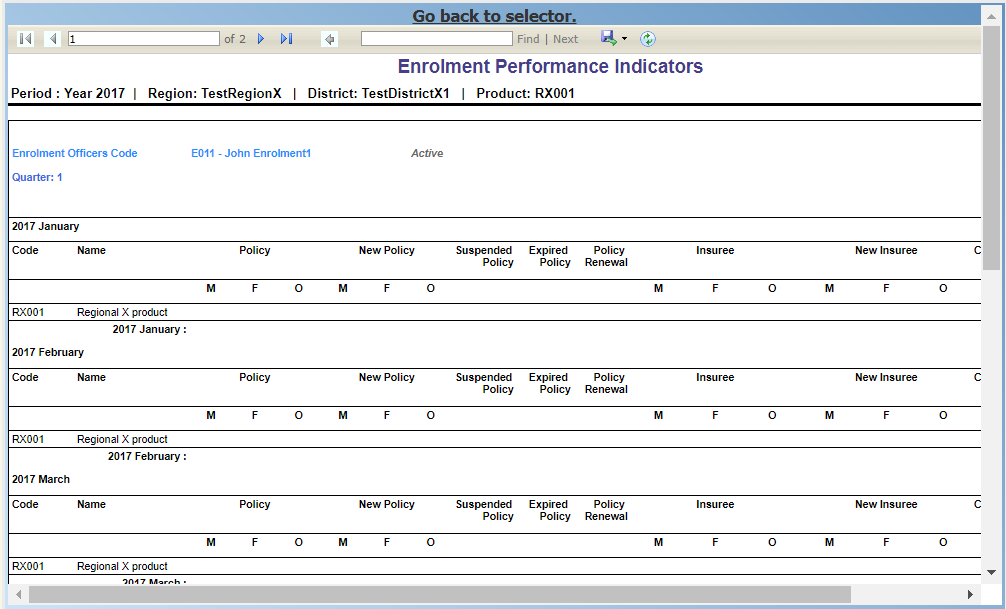 Go back to selector.
1 of 2 Find | Next
Enrolment Performance Indicators
Period : Year 2017 | Region: TestRegionX | District: TestDistrictX1 | Product: RX001
Enrolment Officers Code E011 - John Enrolment1 Active
Quarter: 1
2017 January
Code Name Policy New Policy Suspended Expired Policy Insuree New Insuree C
Policy Policy Renewal
M F O M F O M F O M F O
RX001 Regional X product
2017 January :
2017 February
Code Name Policy New Policy Suspended Expired Policy Insuree New Insuree C
Policy Policy Renewal
M F O M F O M F O M F O
RX001 Regional X product
2017 February :
2017 March
Code Name Policy New Policy Suspended Expired Policy Insuree New Insuree C
Policy Policy Renewal
M F O M F O M F O M F O
RX001 Regional X product
2017 March :